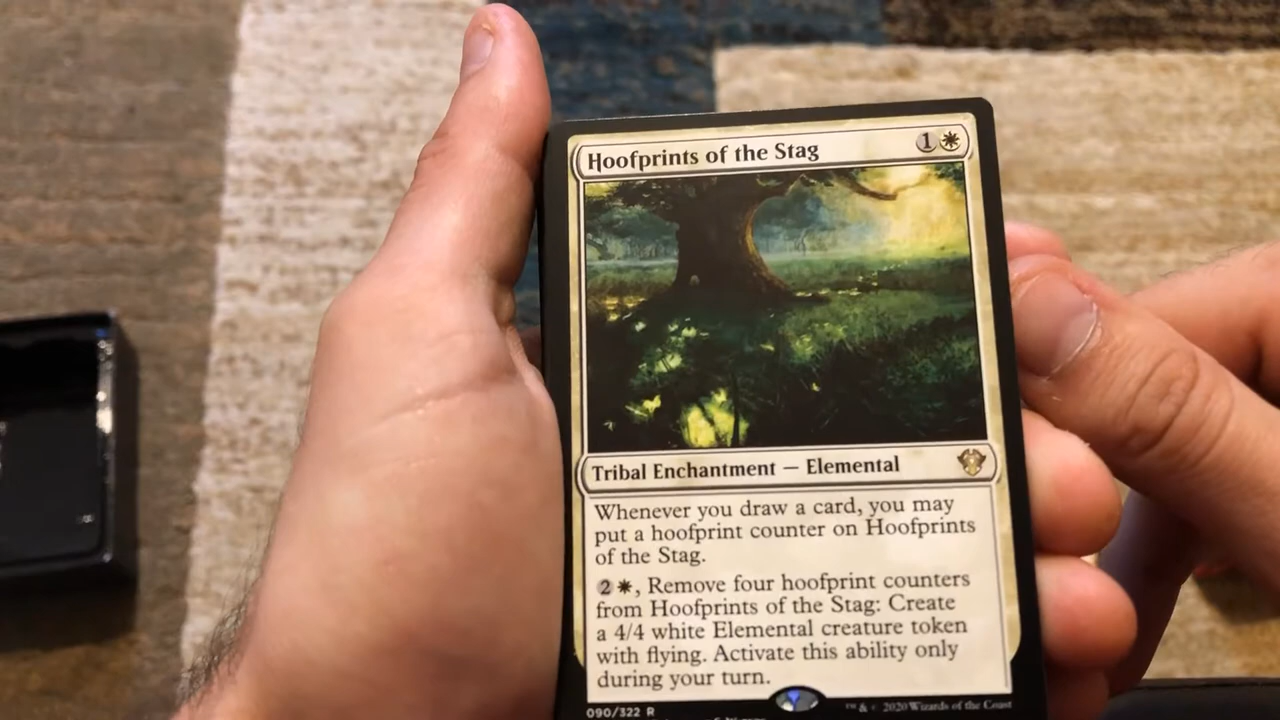 Hoofprints of the Stag 1
Tribal Enchantment — Elemental
Whenever you draw a card, you may
put a hoofprint counter on Hoofprints
of the Stag.
2, Remove four hoofprint counters
from Hoofprints of the Stag: Create
a 4/4 white Elemental creature token
with flying. Activate this ability only
during your turn.
090/322 R
™ & © 2020 Wizards of the Coast